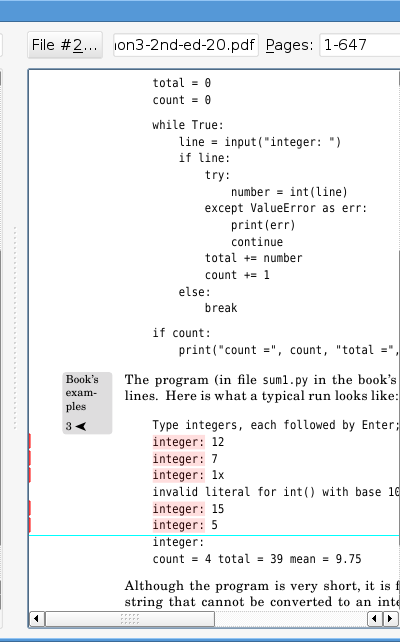 File #2... 1on3-2nd-ed-20.pdf Pages: 1-647
total = 0
count = 0
while True:
line = input("integer: ")
if line:
try:
number = int(line)
except ValueError as err:
print(err)
continue
total += number
count += 1
else:
break
if count:
print("count =", count, "total =",
Book's
exam-
ples
3 ◄
The program (in file sum1.py in the book's
lines. Here is what a typical run looks like:
Type integers, each followed by Enter;
integer: 12
integer: 7
integer: 1x
invalid literal for int() with base 10
integer: 15
integer: 5
integer:
count = 4 total = 39 mean = 9.75
Although the program is very short, it is f
string that cannot be converted to an inte